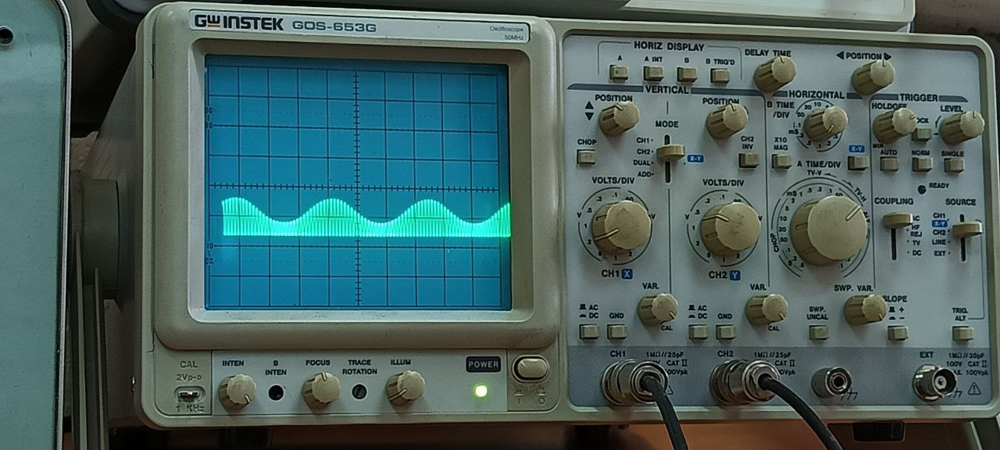 GW INSTEK GOS-653G
Oscilloscope
50MHz
HORIZ DISPLAY
A
A INT
B
B TRIG'D
DELAY TIME
◄POSITION►
VERTICAL
HORIZONTAL
TRIGGER
POSITION
POSITION
B TIME
/DIV
HOLDOFF
LEVEL
MODE
CHOP
CH1
CH2
DUAL
ADD
X-Y
CH2
INV
X10
MAG
X-Y
MIN
AUTO
NORM
SINGLE
READY
VOLTS/DIV
VOLTS/DIV
A TIME/DIV
TV-V
CHOP
COUPLING
HF
REJ
TV
DC
SOURCE
CH1
X-Y
CH2
LINE
EXT
CH1 X
CH2 Y
VAR.
CAL
VAR.
CAL
SWP. VAR.
SLOPE
AC
DC
GND
AC
DC
GND
SWP.
UNCAL
TRIG.
ALT
CAL
2Vp-p
1 KHz
INTEN
B
INTEN
FOCUS
TRACE
ROTATION
ILLUM
POWER
CH1
1MΩ//25pF
CAT II
CH2
1MΩ//25pF
CAT II
EXT
1MΩ//35pF
100V CAT II